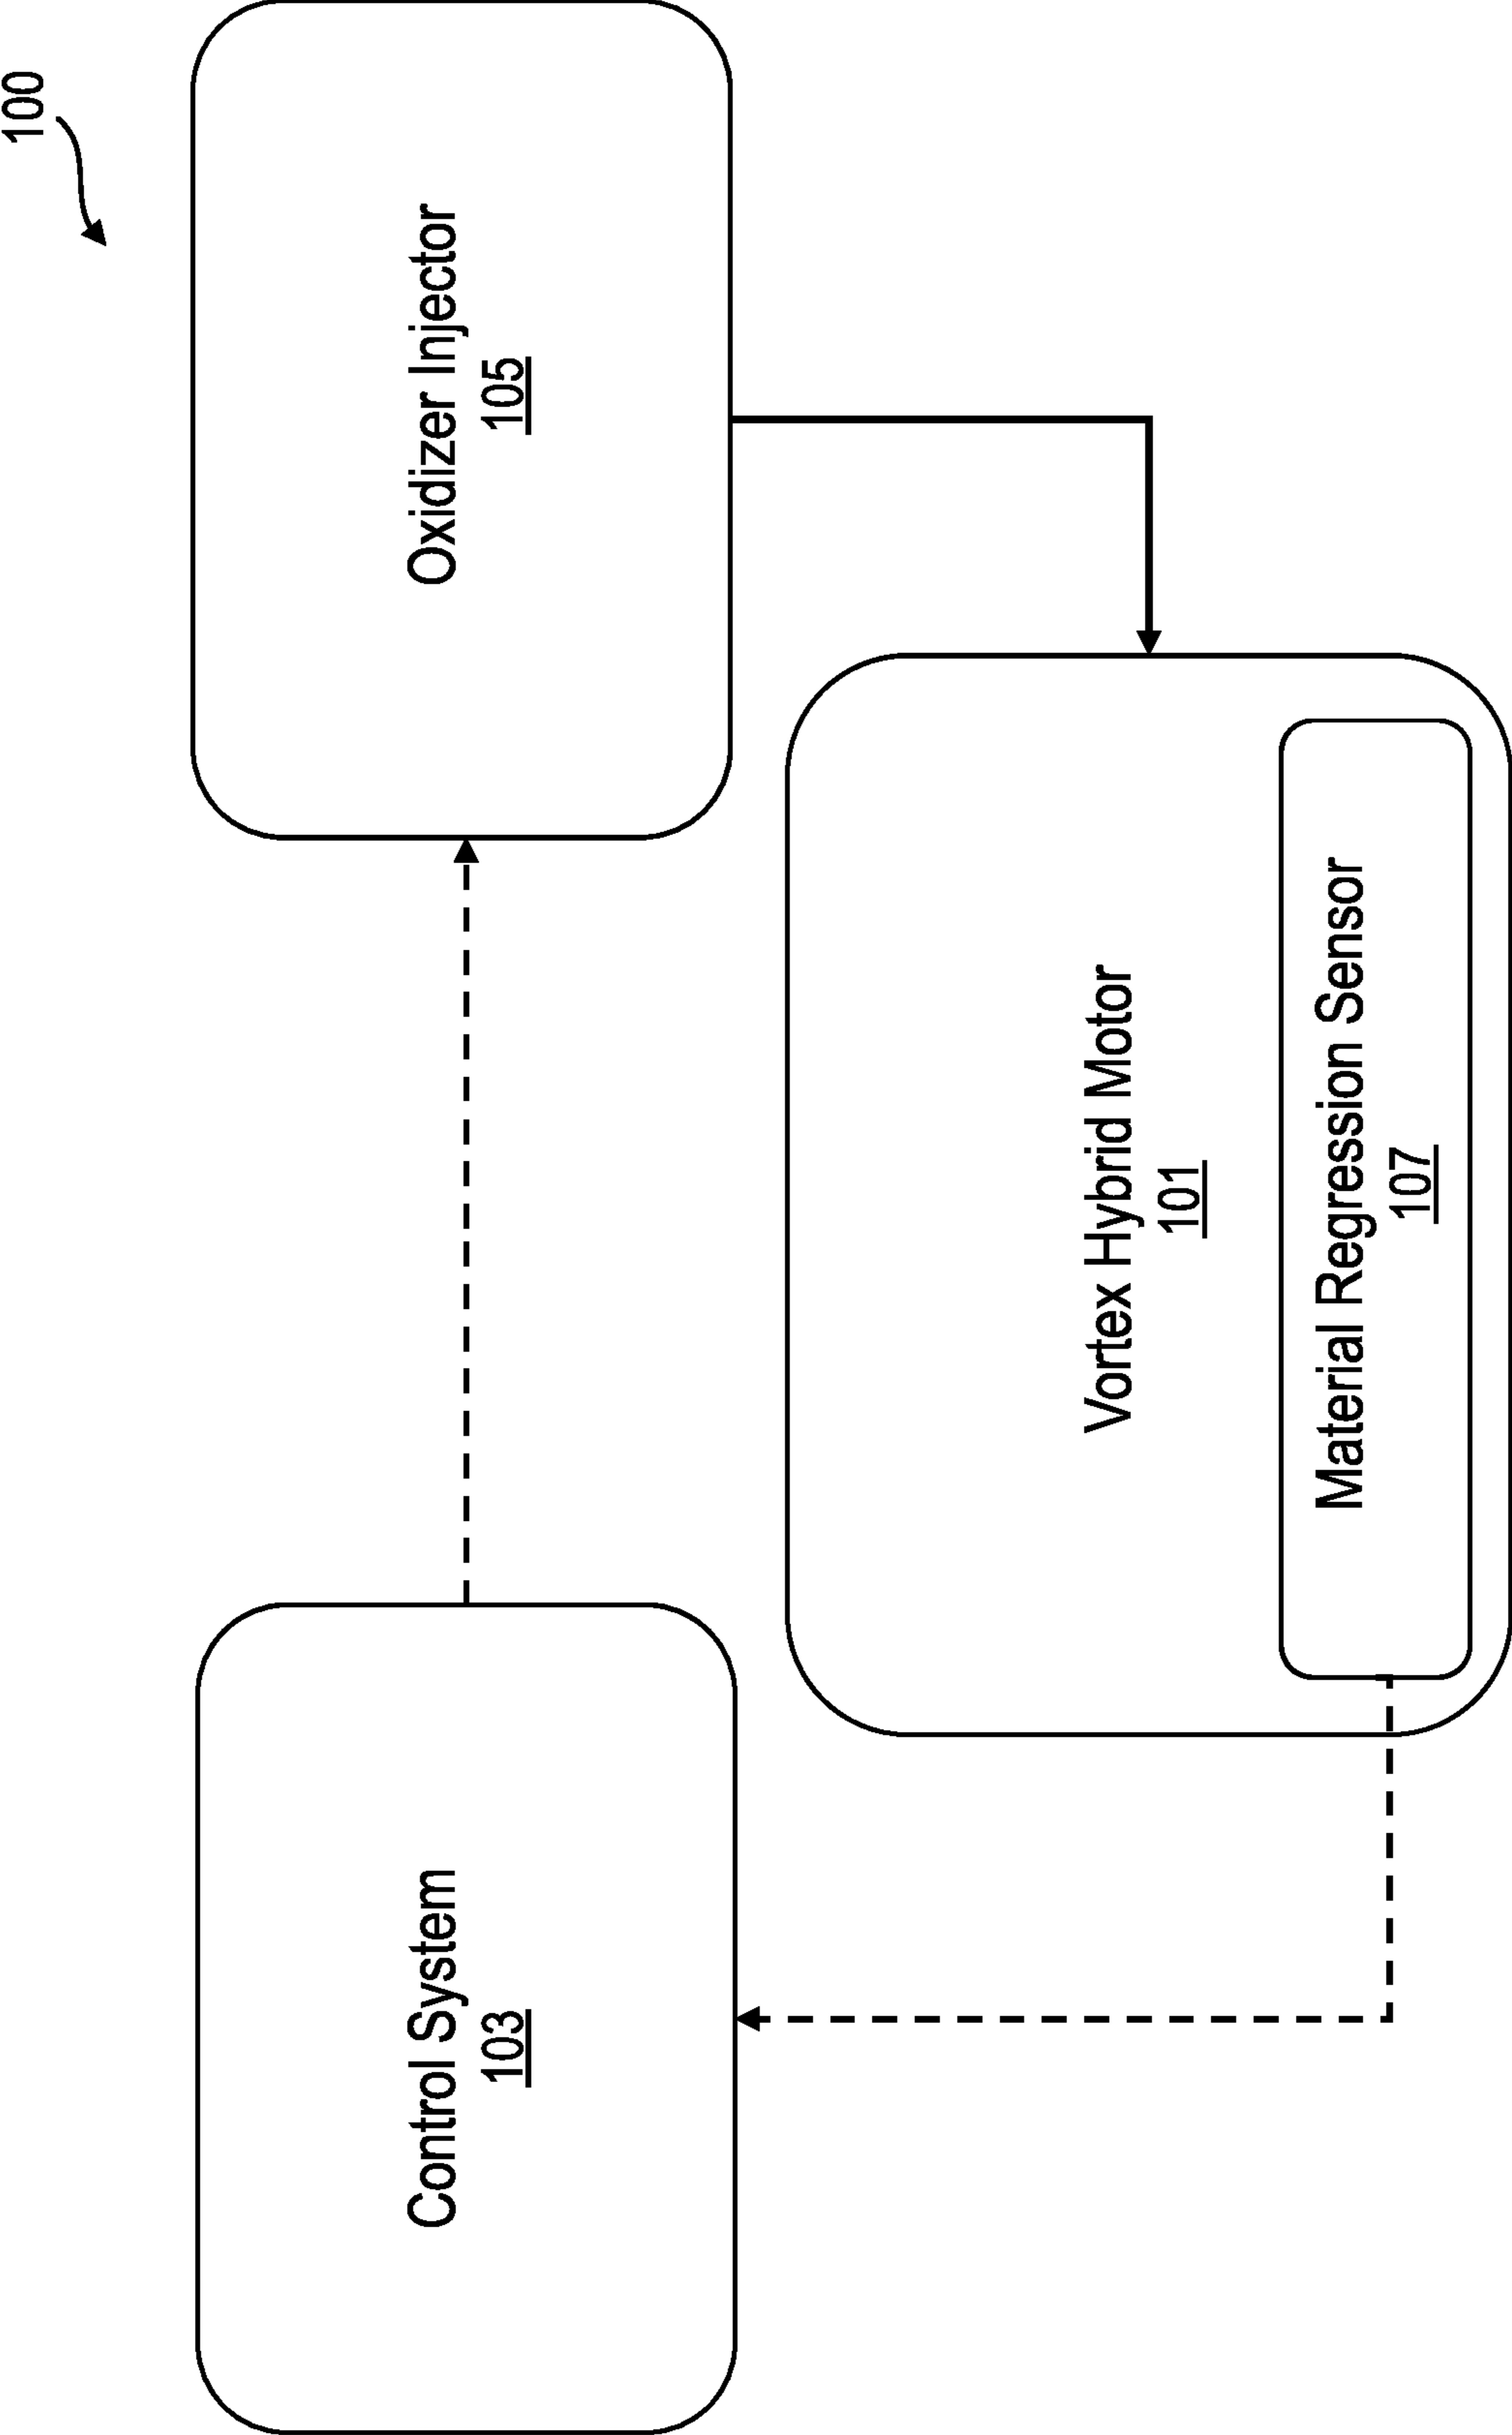 100
Control System
103
Oxidizer Injector
105
Vortex Hybrid Motor
101
Material Regression Sensor
107